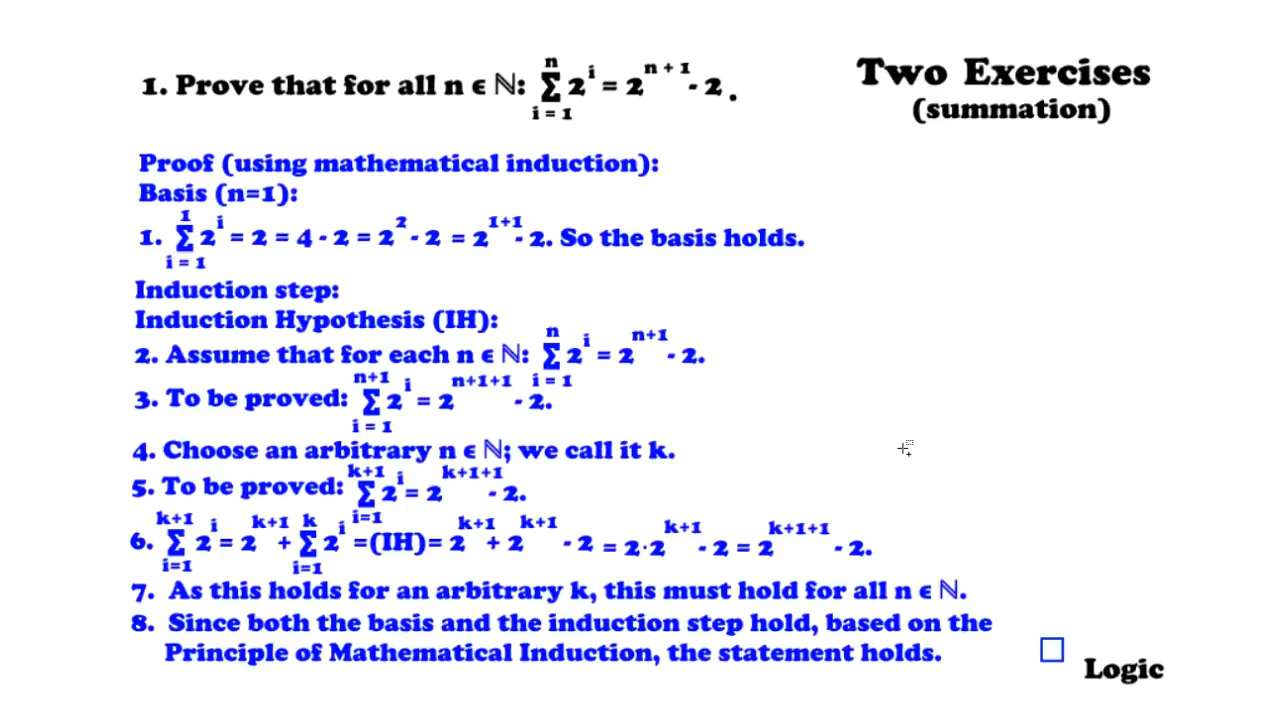 1. Prove that for all n ϵ ℕ: n Σ i = 1 2^i = 2^(n + 1) - 2 .
Two Exercises
(summation)
Proof (using mathematical induction):
Basis (n=1):
1. 1 Σ i = 1 2^i = 2 = 4 - 2 = 2^2 - 2 = 2^(1+1) - 2. So the basis holds.
Induction step:
Induction Hypothesis (IH):
2. Assume that for each n ϵ ℕ: n Σ i = 1 2^i = 2^(n+1) - 2.
3. To be proved: n+1 Σ i = 1 2^i = 2^(n+1+1) - 2.
4. Choose an arbitrary n ϵ ℕ; we call it k.
5. To be proved: k+1 Σ i=1 2^i = 2^(k+1+1) - 2.
6. k+1 Σ i=1 2^i = 2^(k+1) + k Σ i=1 2^i =(IH)= 2^(k+1) + 2^(k+1) - 2 = 2·2^(k+1) - 2 = 2^(k+1+1) - 2.
7. As this holds for an arbitrary k, this must hold for all n ϵ ℕ.
8. Since both the basis and the induction step hold, based on the
Principle of Mathematical Induction, the statement holds. □
Logic